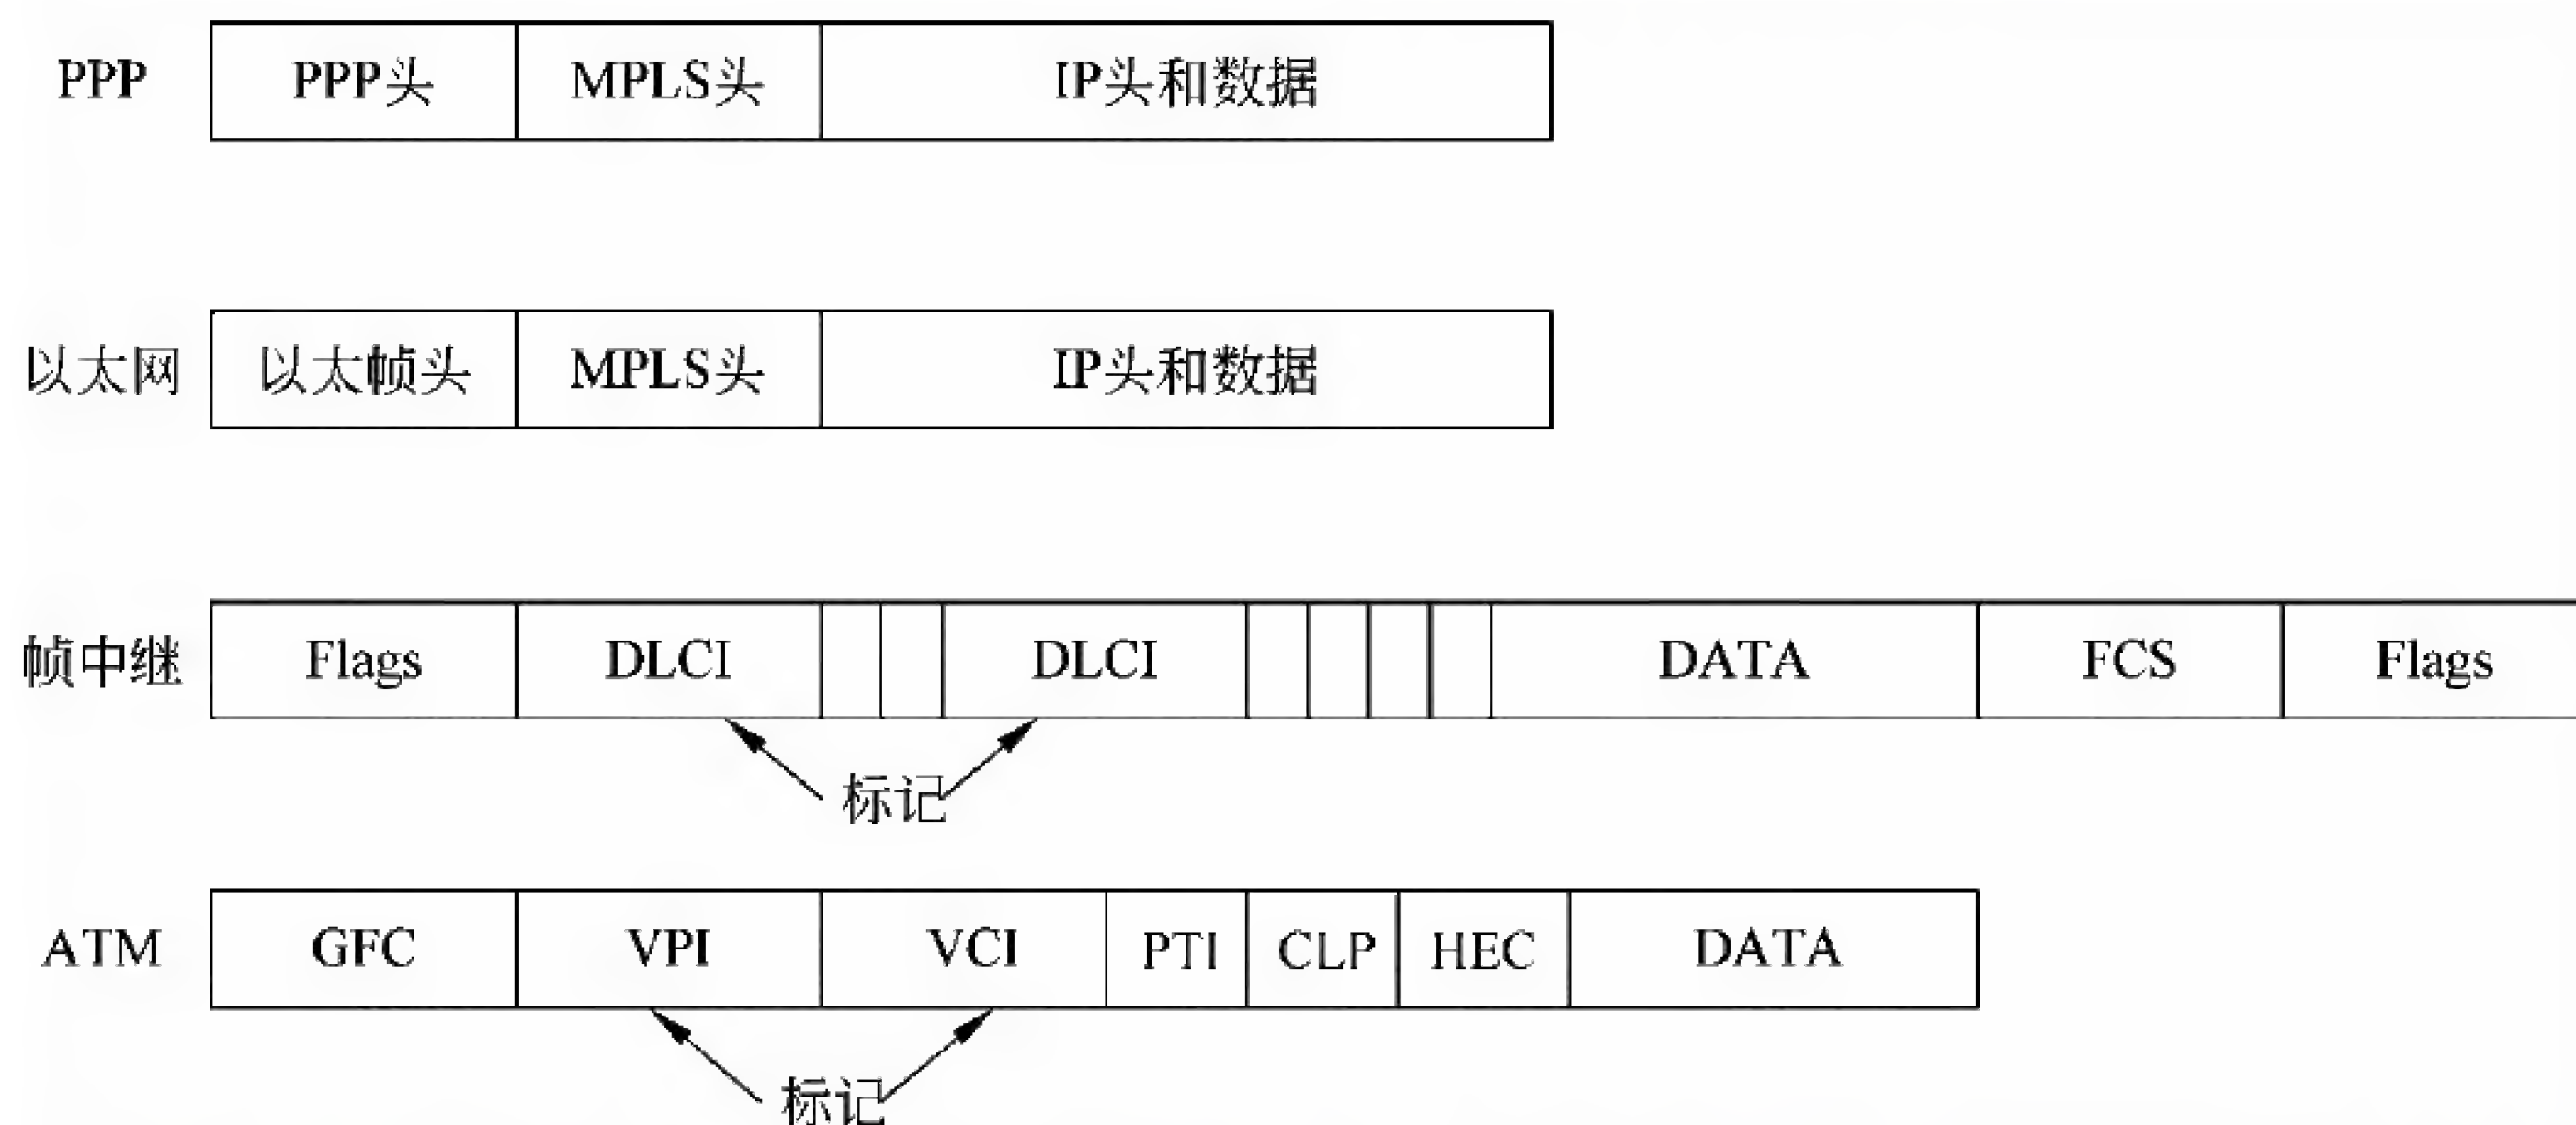 PPP PPP头 MPLS头 IP头和数据
以太网 以太帧头 MPLS头 IP头和数据
帧中继 Flags DLCI DLCI DATA FCS Flags
标记
ATM GFC VPI VCI PTI CLP HEC DATA
标记